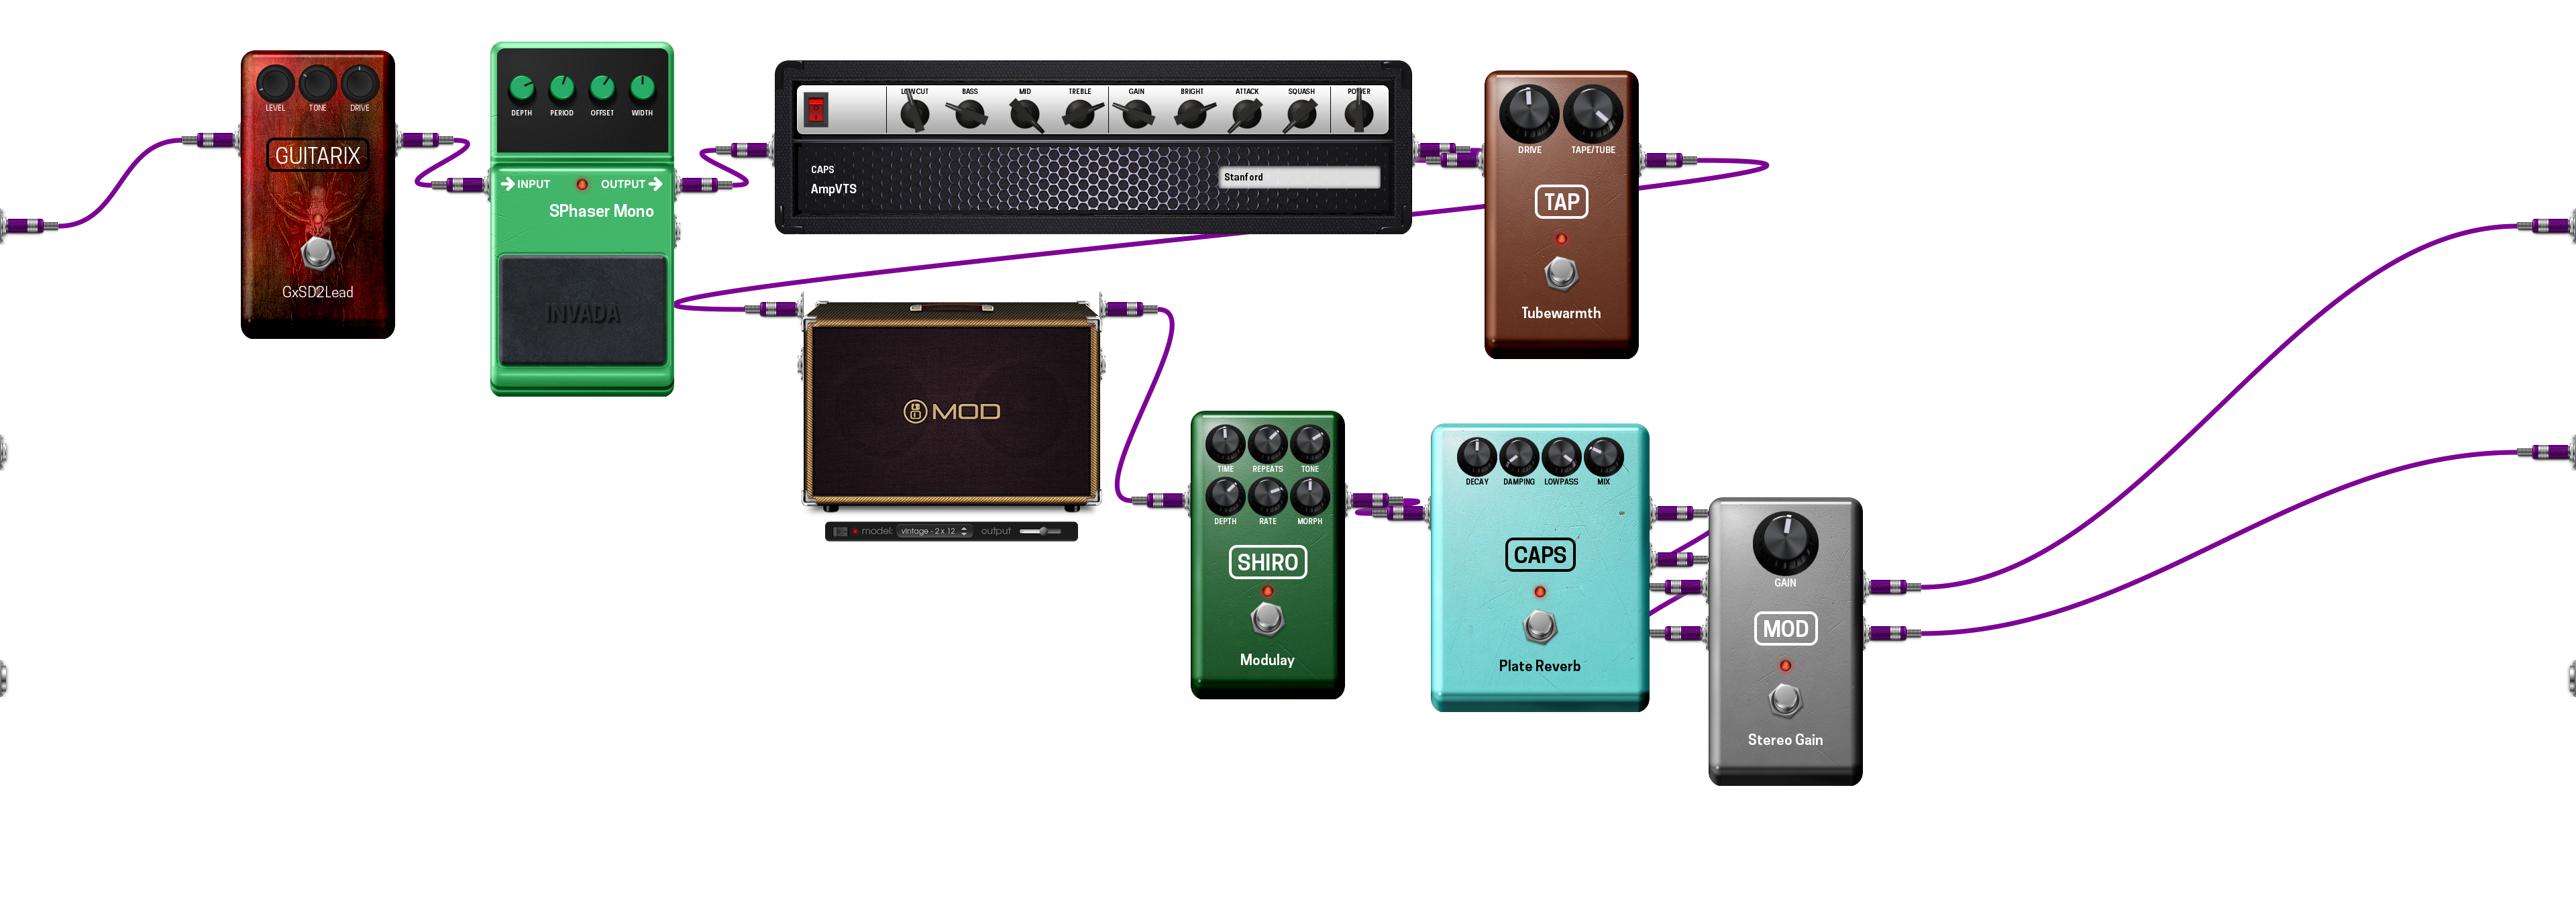 LEVEL TONE DRIVE
GUITARIX
GxSD2Lead
DEPTH PERIOD OFFSET WIDTH
INPUT OUTPUT
SPhaser Mono
INVADA
LOWCUT BASS MID TREBLE GAIN BRIGHT ATTACK SQUASH POWER
CAPS
AmpVTS
Stanford
DRIVE TAPE/TUBE
TAP
Tubewarmth
MOD
model: vintage - 2 x 12 output
TIME REPEATS TONE
DEPTH RATE MORPH
SHIRO
Modulay
DECAY DAMPING LOWPASS MIX
CAPS
Plate Reverb
GAIN
MOD
Stereo Gain